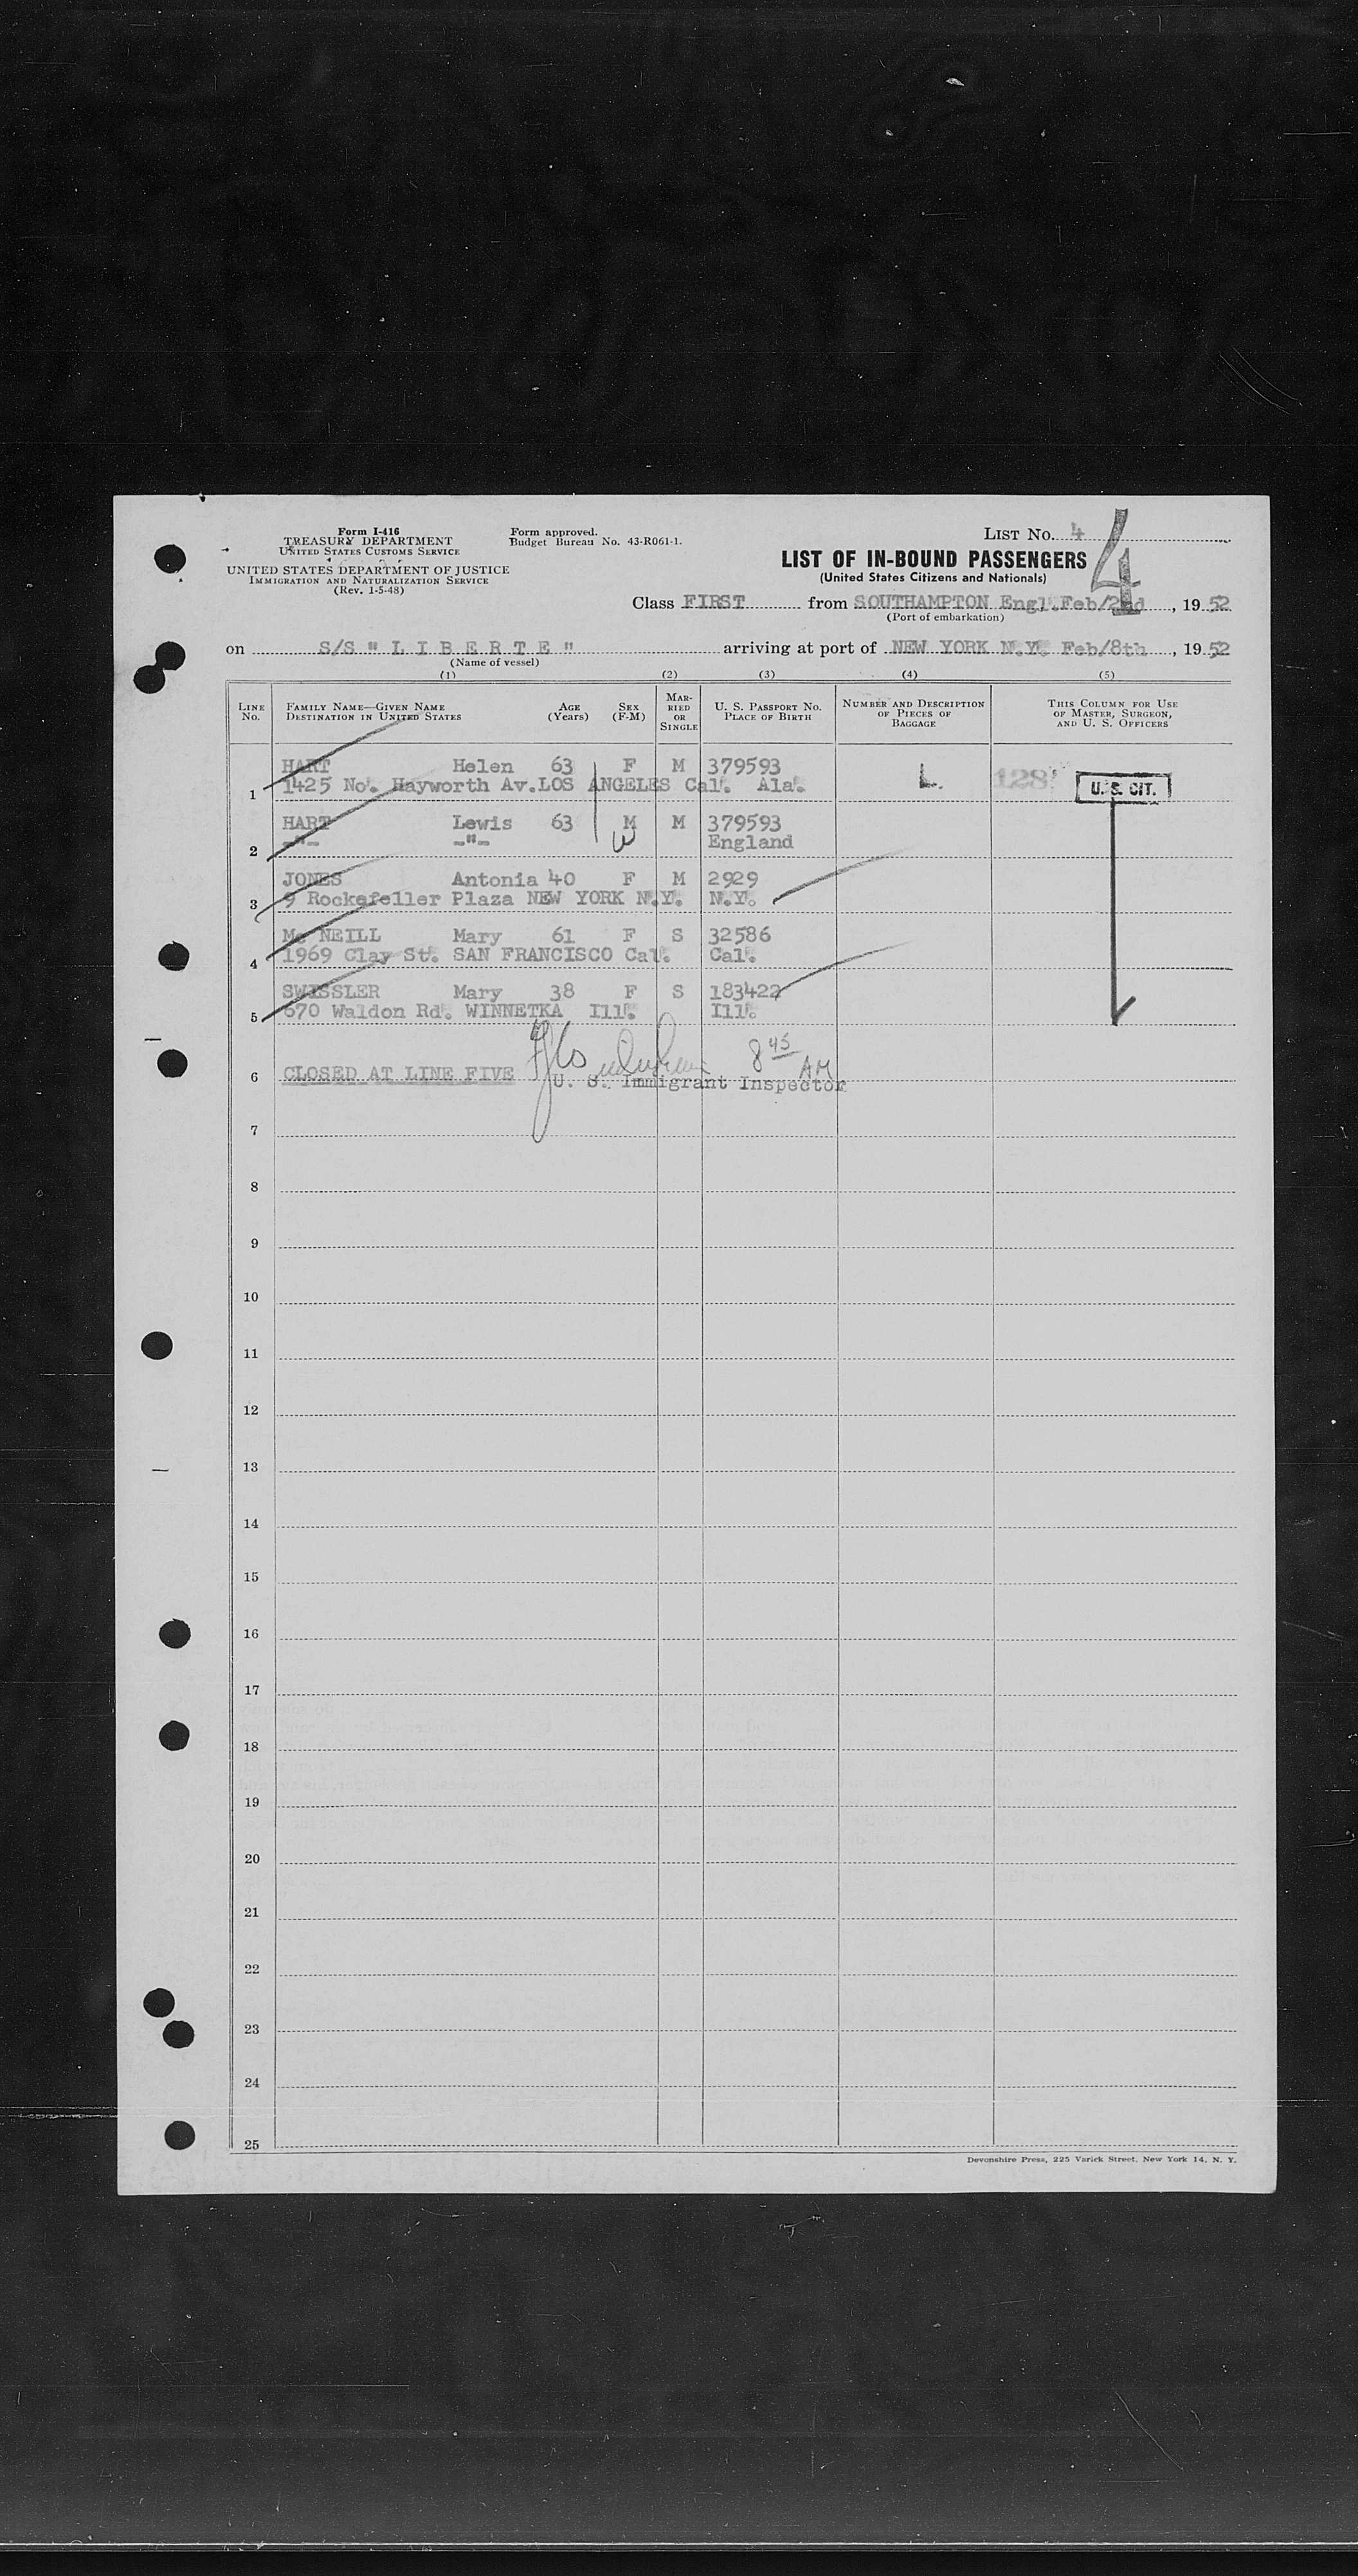 Form I-416
TREASURY DEPARTMENT
UNITED STATES CUSTOMS SERVICE
UNITED STATES DEPARTMENT OF JUSTICE
IMMIGRATION AND NATURALIZATION SERVICE
(Rev. 1-5-48)
Form approved.
Budget Bureau No. 43-R061-1.
LIST No. 4
4
LIST OF IN-BOUND PASSENGERS
(United States Citizens and Nationals)
Class FIRST from SOUTHAMPTON Engl. Feb/2nd, 1952
(Port of embarkation)
on S/S " L I B E R T E " arriving at port of NEW YORK N.Y. Feb/8th, 1952
(Name of vessel)
(1) (2) (3) (4) (5)
LINE No. FAMILY NAME—GIVEN NAME DESTINATION IN UNITED STATES AGE (Years) SEX (F-M) MARRIED OR SINGLE U. S. PASSPORT No. PLACE OF BIRTH NUMBER AND DESCRIPTION OF PIECES OF BAGGAGE THIS COLUMN FOR USE OF MASTER, SURGEON, AND U. S. OFFICERS
HART Helen 63 F M 379593 L. 128
1 1425 No. Hayworth Av. LOS ANGELES Cal. Ala. U. S. CIT.
HART Lewis 63 M M 379593
2 -"- -"- W England
JONES Antonia 40 F M 2929
3 9 Rockefeller Plaza NEW YORK N.Y. N.Y.
Mc NEILL Mary 61 F S 32586
4 1969 Clay St. SAN FRANCISCO Cal. Cal.
SWISSLER Mary 38 F S 183422
5 670 Waldon Rd. WINNETKA Ill. Ill.
8 45 AM
6 CLOSED AT LINE FIVE U. S. Immigrant Inspector
7
8
9
10
11
12
13
14
15
16
17
18
19
20
21
22
23
24
25
Devonshire Press, 225 Varick Street, New York 14, N. Y.